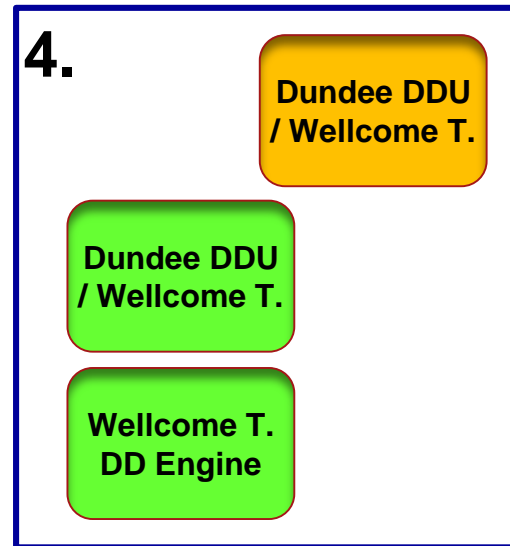 4.
Dundee DDU
/ Wellcome T.
Dundee DDU
/ Wellcome T.
Wellcome T.
DD Engine